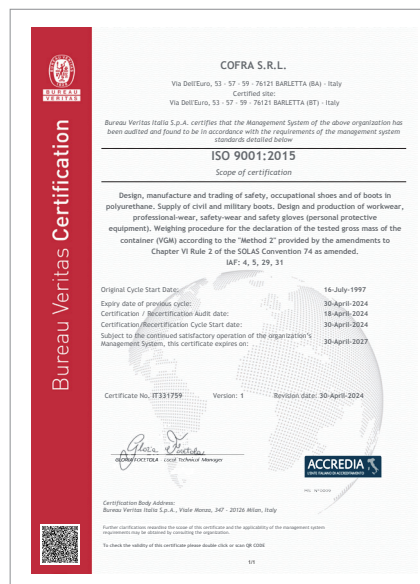 BUREAU
VERITAS
Bureau Veritas Certification
COFRA S.R.L.
Via Dell'Euro, 53 - 57 - 59 - 76121 BARLETTA (BA) - Italy
Certified site:
Via Dell'Euro, 53 - 57 - 59 - 76121 BARLETTA (BT) - Italy
Bureau Veritas Italia S.p.A. certifies that the Management System of the above organization has
been audited and found to be in accordance with the requirements of the management system
standards detailed below
ISO 9001:2015
Scope of certification
Design, manufacture and trading of safety, occupational shoes and of boots in
polyurethane. Supply of civil and military boots. Design and production of workwear,
professional-wear, safety-wear and safety gloves (personal protective
equipment). Weighing procedure for the declaration of the tested gross mass of the
container (VGM) according to the "Method 2" provided by the amendments to
Chapter VI Rule 2 of the SOLAS Convention 74 as amended.
IAF: 4, 5, 29, 31
Original Cycle Start Date: 16-July-1997
Expiry date of previous cycle: 30-April-2024
Certification / Recertification Audit date: 18-April-2024
Certification/Recertification Cycle Start date: 30-April-2024
Subject to the continued satisfactory operation of the organization's
Management System, this certificate expires on: 30-April-2027
Certificate No. IT331759 Version: 1 Revision date: 30-April-2024
Local Technical Manager
ACCREDIA
L'ENTE ITALIANO DI ACCREDITAMENTO
Certification Body Address:
Bureau Veritas Italia S.p.A., Viale Monza, 347 - 20126 Milan, Italy
Further clarifications regarding the scope of this certificate and the applicability of the management system
requirements may be obtained by consulting the organization.
To check the validity of this certificate please double click or scan QR CODE
1/1